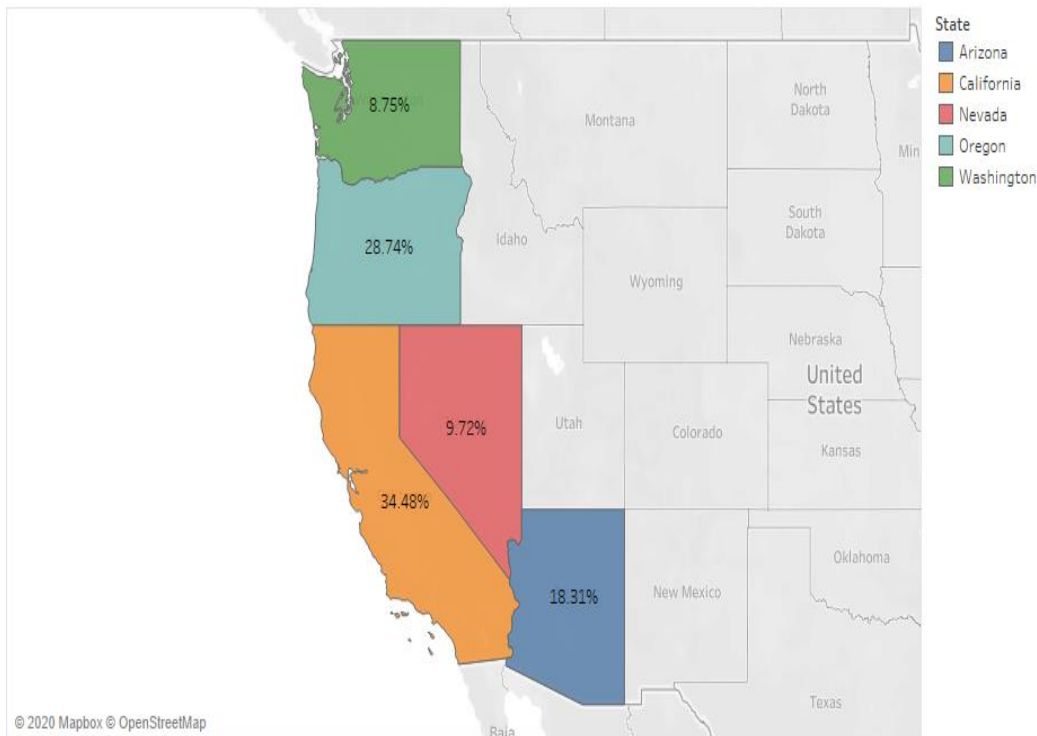 State
Arizona
California
Nevada
Oregon
Washington
8.75%
Montana
North
Dakota
Min
28.74%
Idaho
South
Dakota
Wyoming
Nebraska
United
States
9.72%
Utah
Colorado
Kansas
34.48%
18.31%
New Mexico
Oklahoma
Texas
© 2020 Mapbox © OpenStreetMap
Baja